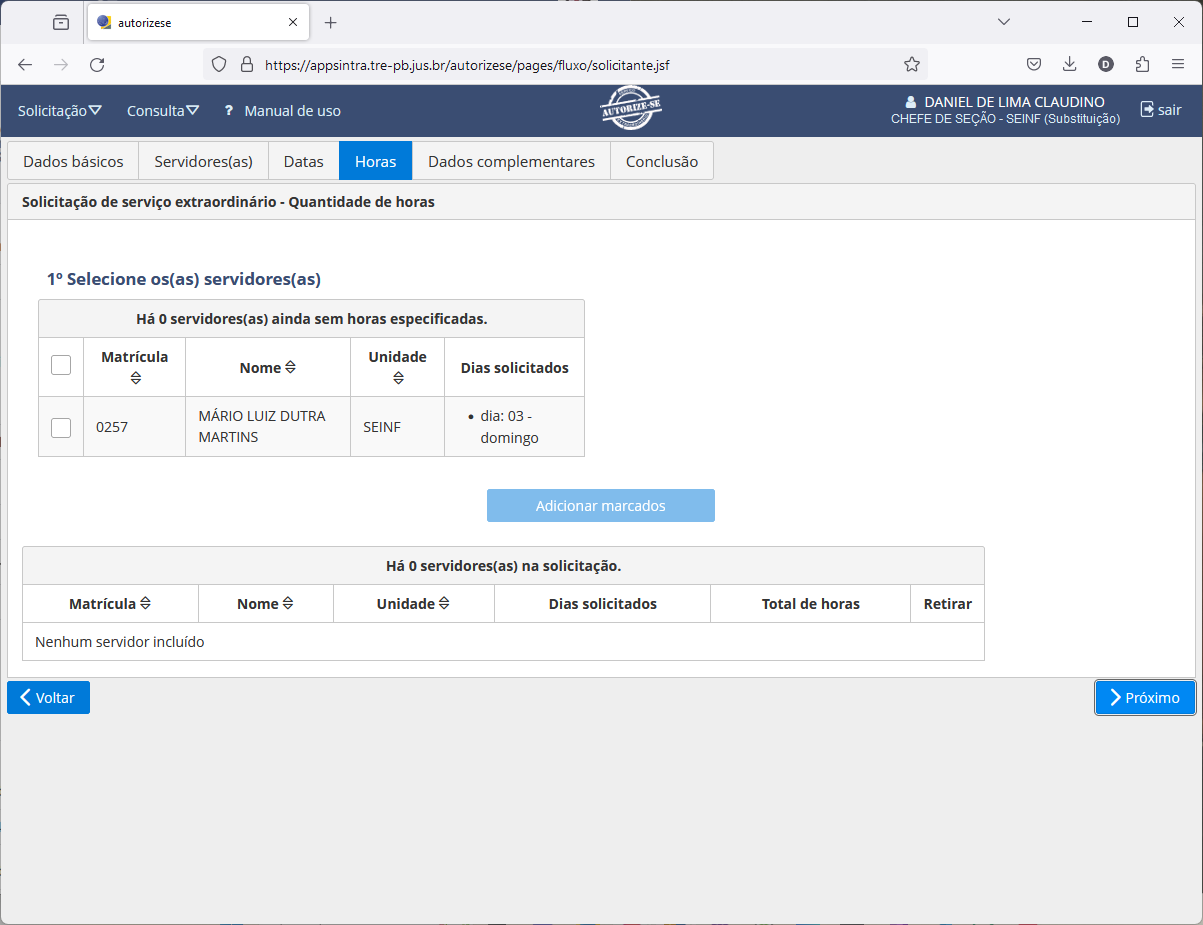 autorizese
https://appsintra.tre-pb.jus.br/autorizese/pages/fluxo/solicitante.jsf
D
Solicitação Consulta ? Manual de uso
AUTORIZE-SE
DANIEL DE LIMA CLAUDINO
CHEFE DE SEÇÃO - SEINF (Substituição)
sair
Dados básicos Servidores(as) Datas Horas Dados complementares Conclusão
Solicitação de serviço extraordinário - Quantidade de horas
1º Selecione os(as) servidores(as)
Há 0 servidores(as) ainda sem horas especificadas.
Matrícula Nome Unidade Dias solicitados
0257 MÁRIO LUIZ DUTRA MARTINS SEINF • dia: 03 - domingo
Adicionar marcados
Há 0 servidores(as) na solicitação.
Matrícula Nome Unidade Dias solicitados Total de horas Retirar
Nenhum servidor incluído
Voltar Próximo